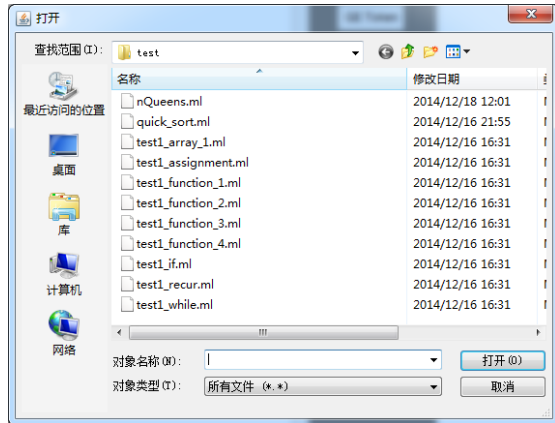 打开
查找范围(I): test
名称 修改日期
最近访问的位置
桌面
库
计算机
网络
nQueens.ml 2014/12/18 12:01
quick_sort.ml 2014/12/16 21:55
test1_array_1.ml 2014/12/16 16:31
test1_assignment.ml 2014/12/16 16:31
test1_function_1.ml 2014/12/16 16:31
test1_function_2.ml 2014/12/16 16:31
test1_function_3.ml 2014/12/16 16:31
test1_function_4.ml 2014/12/16 16:31
test1_if.ml 2014/12/16 16:31
test1_recur.ml 2014/12/16 16:31
test1_while.ml 2014/12/16 16:31
对象名称(N): 打开(O)
对象类型(T): 所有文件 (*.*) 取消